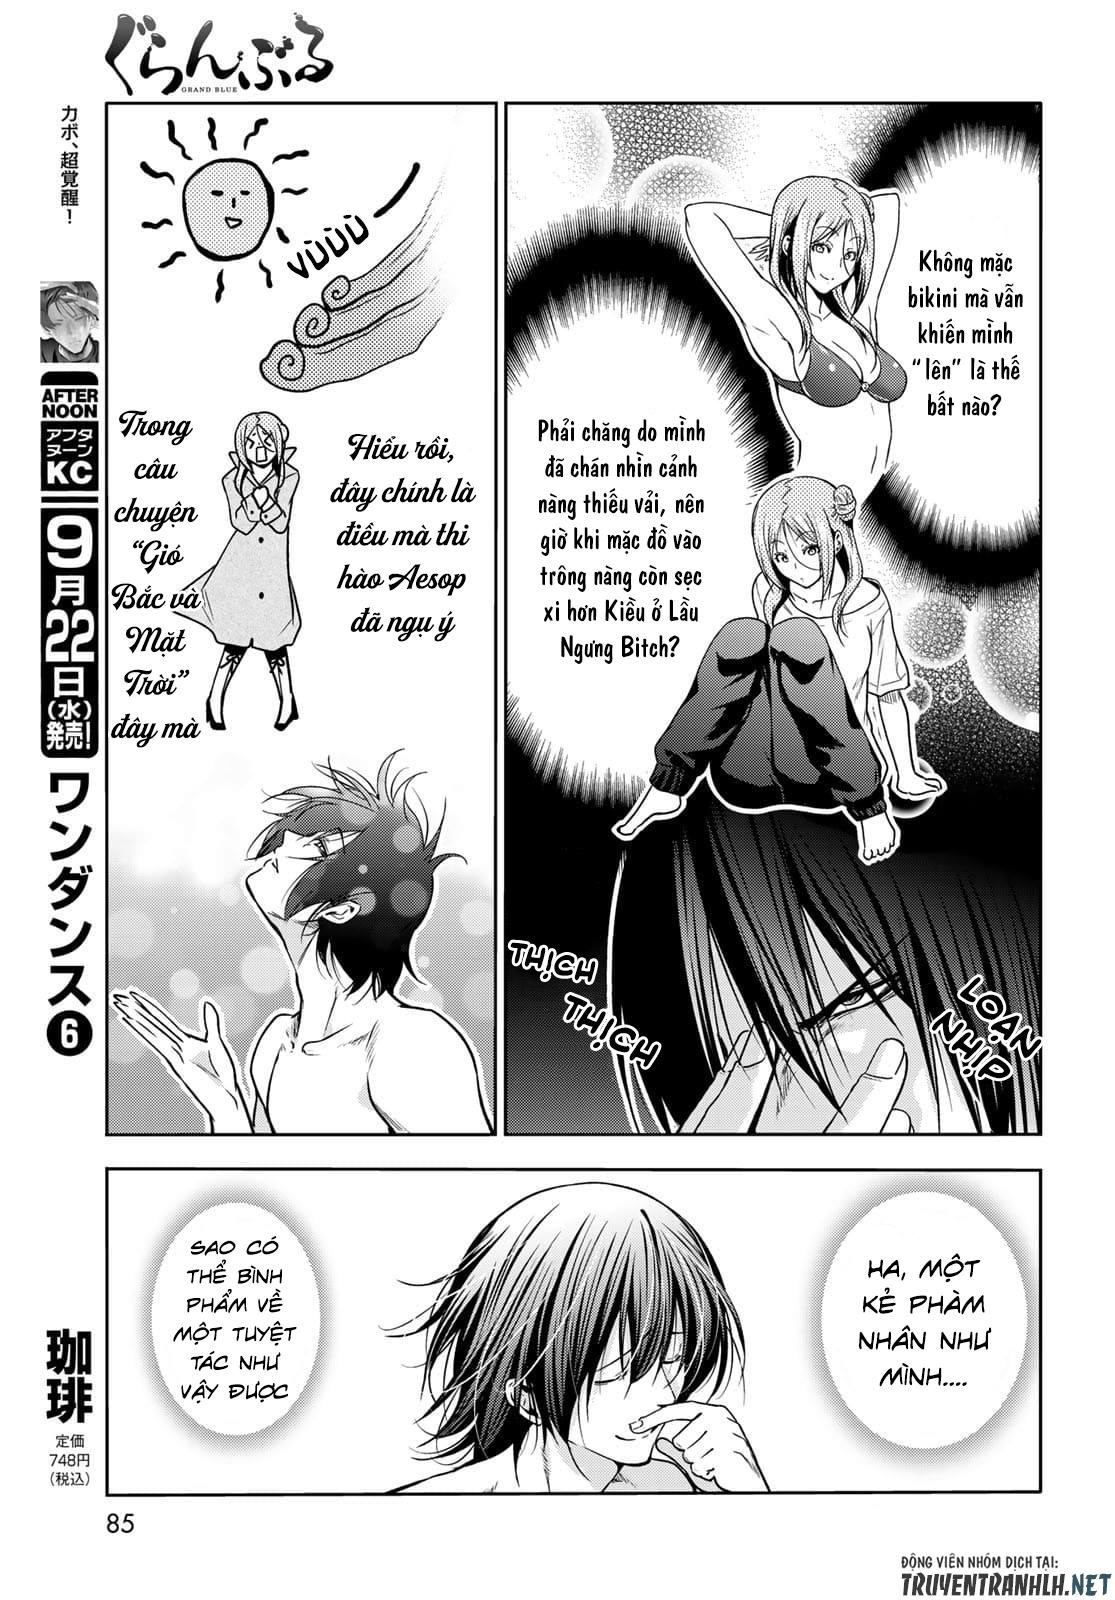 ぐらんぶる
GRAND BLUE
カボ、超覚醒！
AFTER
NOON
アフタ
ヌーン
KC
9月22日
(水)
発売!
ワンダンス6
珈琲
定価
748円
(税込)
Không mặc
bikini mà vẫn
khiến mình
“lên” là thế
bất nào?
Phải chăng do mình
đã chán nhìn cảnh
nàng thiếu vải, nên
giờ khi mặc đồ vào
trông nàng còn sẹc
xi hơn Kiều ở Lầu
Ngưng Bitch?
THỊCH
THỊCH
LOẠN
NHỊP
VÙÙÙ
Hiểu rồi,
đây chính là
điều mà thi
hào Aesop
đã ngụ ý
Trong
câu
chuyện
“Gió
Bắc và
Mặt
Trời”
đây mà
HA, MỘT
KẺ PHÀM
NHÂN NHƯ
MÌNH....
SAO CÓ
THỂ BÌNH
PHẨM VỀ
MỘT TUYỆT
TÁC NHƯ
VẬY ĐƯỢC
85
ĐỘNG VIÊN NHÓM DỊCH TẠI:
TRUYENTRANHLH.NET